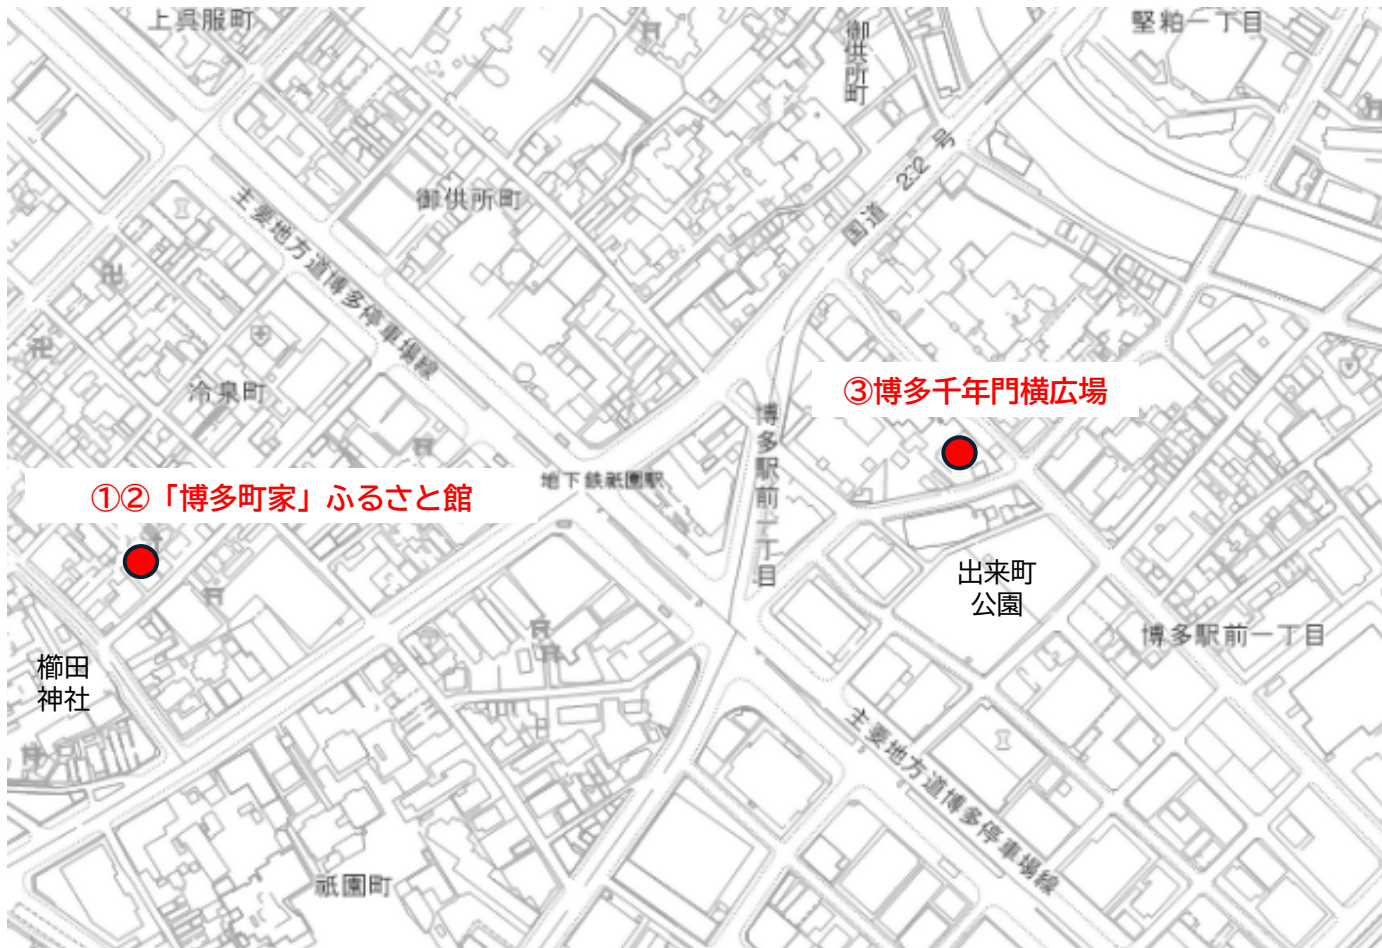 上呉服町
御供所町
堅粕一丁目
御供所町
国道 202 号
主要地方道博多停車場線
冷泉町
③博多千年門横広場
博多駅前一丁目
地下鉄祇園駅
①②「博多町家」ふるさと館
出来町
公園
博多駅前一丁目
櫛田
神社
主要地方道博多停車場線
祇園町